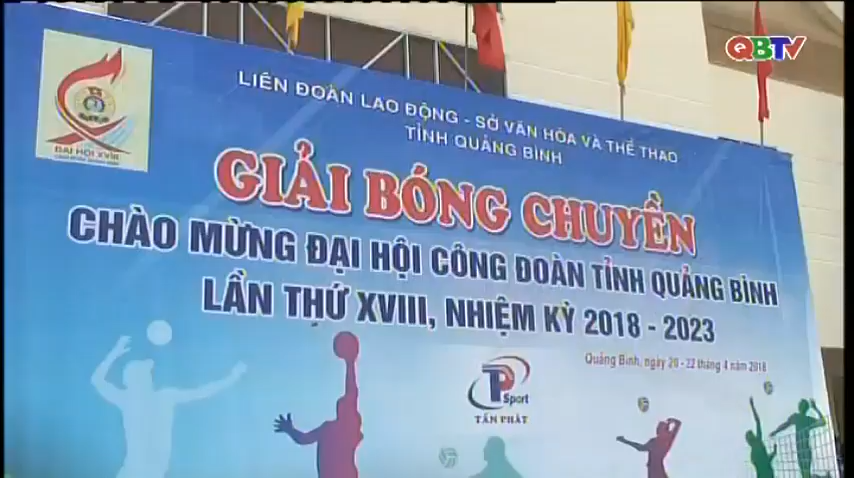 QBTV
LIÊN ĐOÀN LAO ĐỘNG - SỞ VĂN HÓA VÀ THỂ THAO
TỈNH QUẢNG BÌNH
ĐẠI HỘI XVIII
GIẢI BÓNG CHUYỀN
CHÀO MỪNG ĐẠI HỘI CÔNG ĐOÀN TỈNH QUẢNG BÌNH
LẦN THỨ XVIII, NHIỆM KỲ 2018 - 2023
Quảng Bình, ngày 20 - 22 tháng 4 năm 2018
TP Sport
TẤN PHÁT